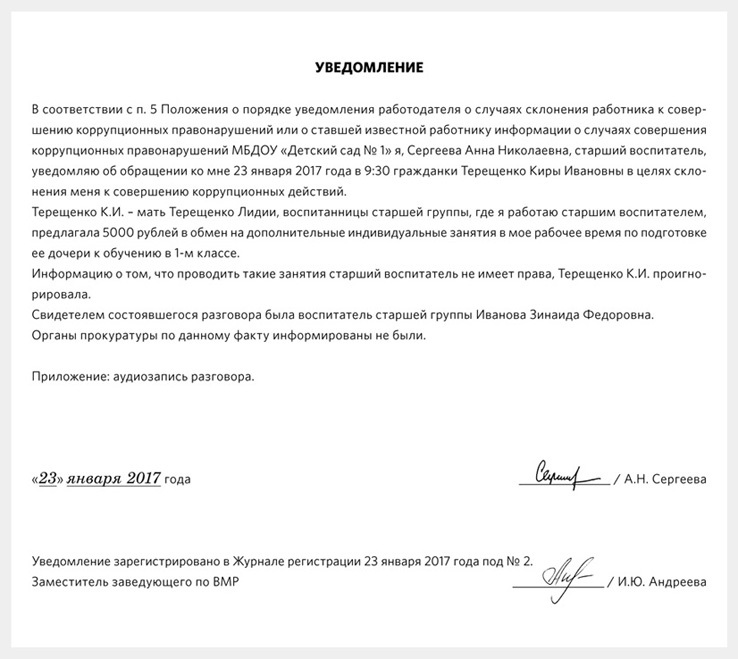 УВЕДОМЛЕНИЕ
В соответствии с п. 5 Положения о порядке уведомления работодателя о случаях склонения работника к совер-
шению коррупционных правонарушений или о ставшей известной работнику информации о случаях совершения
коррупционных правонарушений МБДОУ «Детский сад № 1» я, Сергеева Анна Николаевна, старший воспитатель,
уведомляю об обращении ко мне 23 января 2017 года в 9:30 гражданки Терещенко Киры Ивановны в целях скло-
нения меня к совершению коррупционных действий.
Терещенко К.И. – мать Терещенко Лидии, воспитанницы старшей группы, где я работаю старшим воспитателем,
предлагала 5000 рублей в обмен на дополнительные индивидуальные занятия в мое рабочее время по подготовке
ее дочери к обучению в 1-м классе.
Информацию о том, что проводить такие занятия старший воспитатель не имеет права, Терещенко К.И. проигно-
рировала.
Свидетелем состоявшегося разговора была воспитатель старшей группы Иванова Зинаида Федоровна.
Органы прокуратуры по данному факту информированы не были.
Приложение: аудиозапись разговора.
«23» января 2017 года / А.Н. Сергеева
Уведомление зарегистрировано в Журнале регистрации 23 января 2017 года под № 2.
Заместитель заведующего по ВМР / И.Ю. Андреева